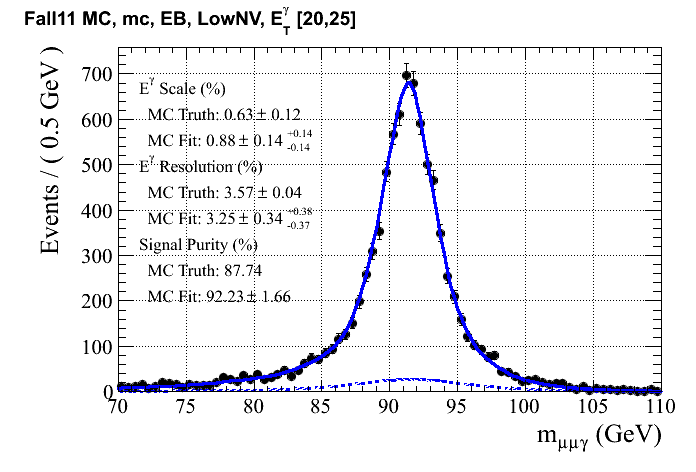 Fall11 MC, mc, EB, LowNV, E_T^γ [20,25]
Events / ( 0.5 GeV )
700
600
500
400
300
200
100
0
E^γ Scale (%)
MC Truth: 0.63 ± 0.12
MC Fit: 0.88 ± 0.14 +0.14 -0.14
E^γ Resolution (%)
MC Truth: 3.57 ± 0.04
MC Fit: 3.25 ± 0.34 +0.38 -0.37
Signal Purity (%)
MC Truth: 87.74
MC Fit: 92.23 ± 1.66
70 75 80 85 90 95 100 105 110
m_μμγ (GeV)